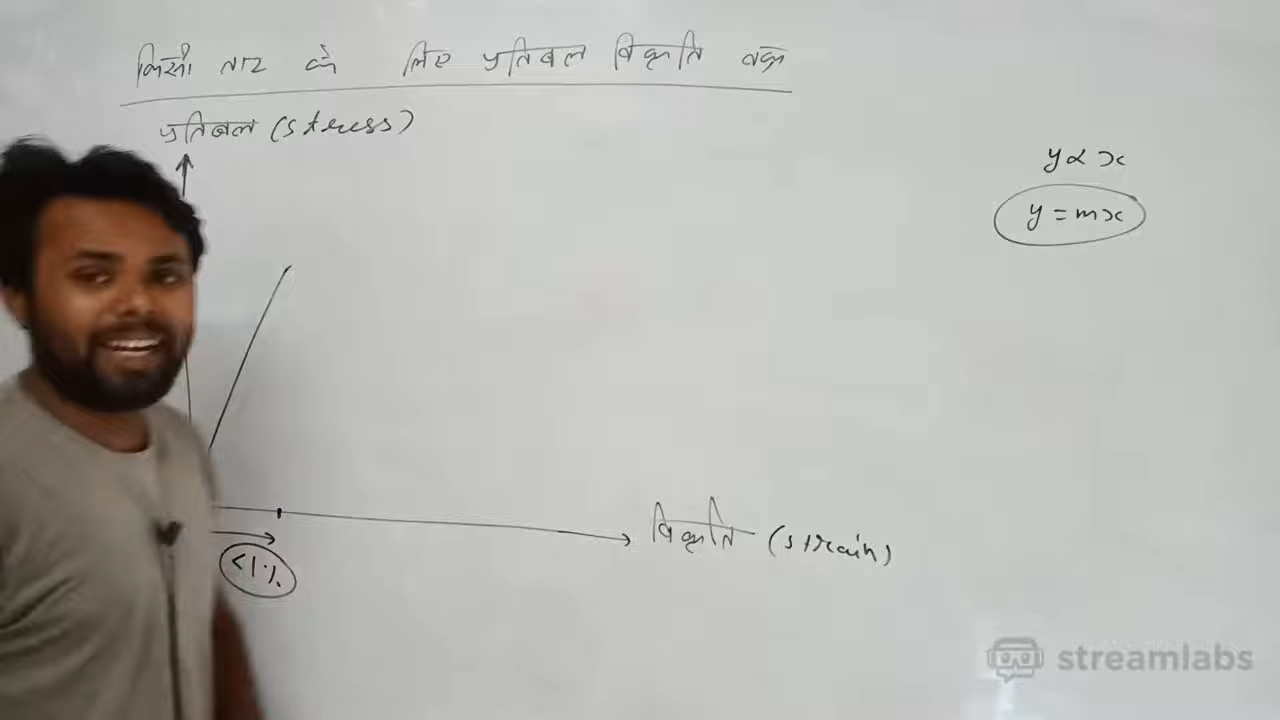 किसी तार के लिए प्रतिबल विकृति वक्र
प्रतिबल (stress)
y ∝ x
y = mx
विकृति (strain)
<1%
streamlabs